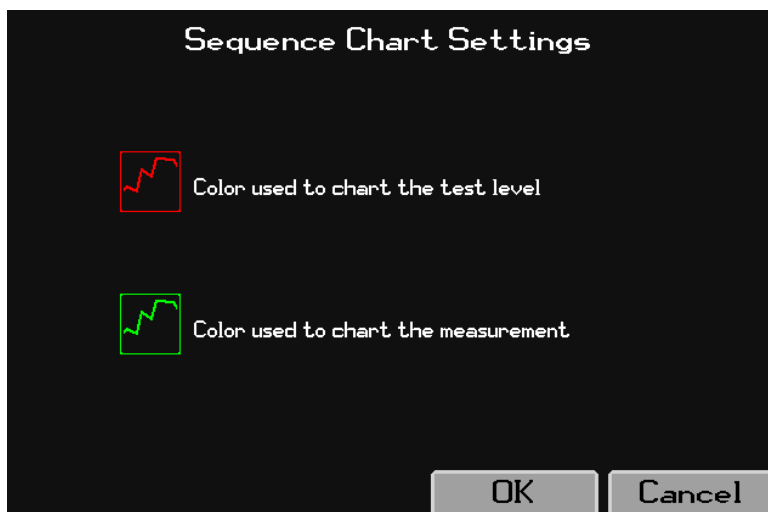 Sequence Chart Settings
Color used to chart the test level
Color used to chart the measurement
OK
Cancel